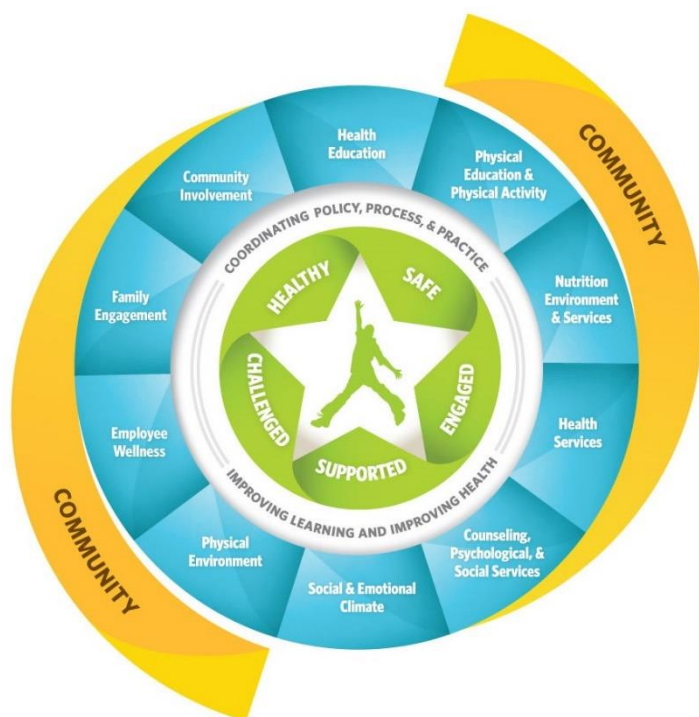 COMMUNITY
Health
Education
Physical
Education &
Physical Activity
Nutrition
Environment
& Services
Health
Services
Counseling,
Psychological, &
Social Services
Social & Emotional
Climate
Physical
Environment
Employee
Wellness
Family
Engagement
Community
Involvement
COORDINATING POLICY, PROCESS, & PRACTICE
IMPROVING LEARNING AND IMPROVING HEALTH
HEALTHY
SAFE
ENGAGED
SUPPORTED
CHALLENGED
COMMUNITY